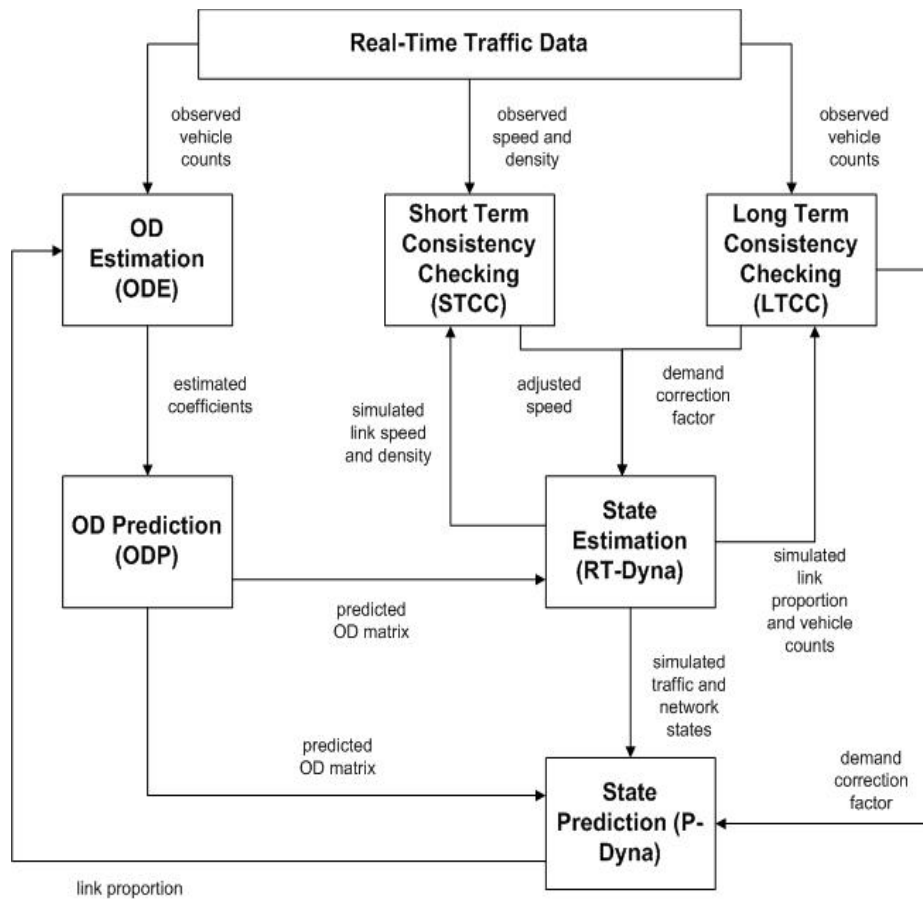 Real-Time Traffic Data
observed
vehicle
counts
observed
speed and
density
observed
vehicle
counts
OD
Estimation
(ODE)
Short Term
Consistency
Checking
(STCC)
Long Term
Consistency
Checking
(LTCC)
estimated
coefficients
simulated
link speed
and density
adjusted
speed
demand
correction
factor
OD Prediction
(ODP)
State
Estimation
(RT-Dyna)
simulated
link
proportion
and vehicle
counts
predicted
OD matrix
simulated
traffic and
network
states
predicted
OD matrix
State
Prediction (P-
Dyna)
demand
correction
factor
link proportion